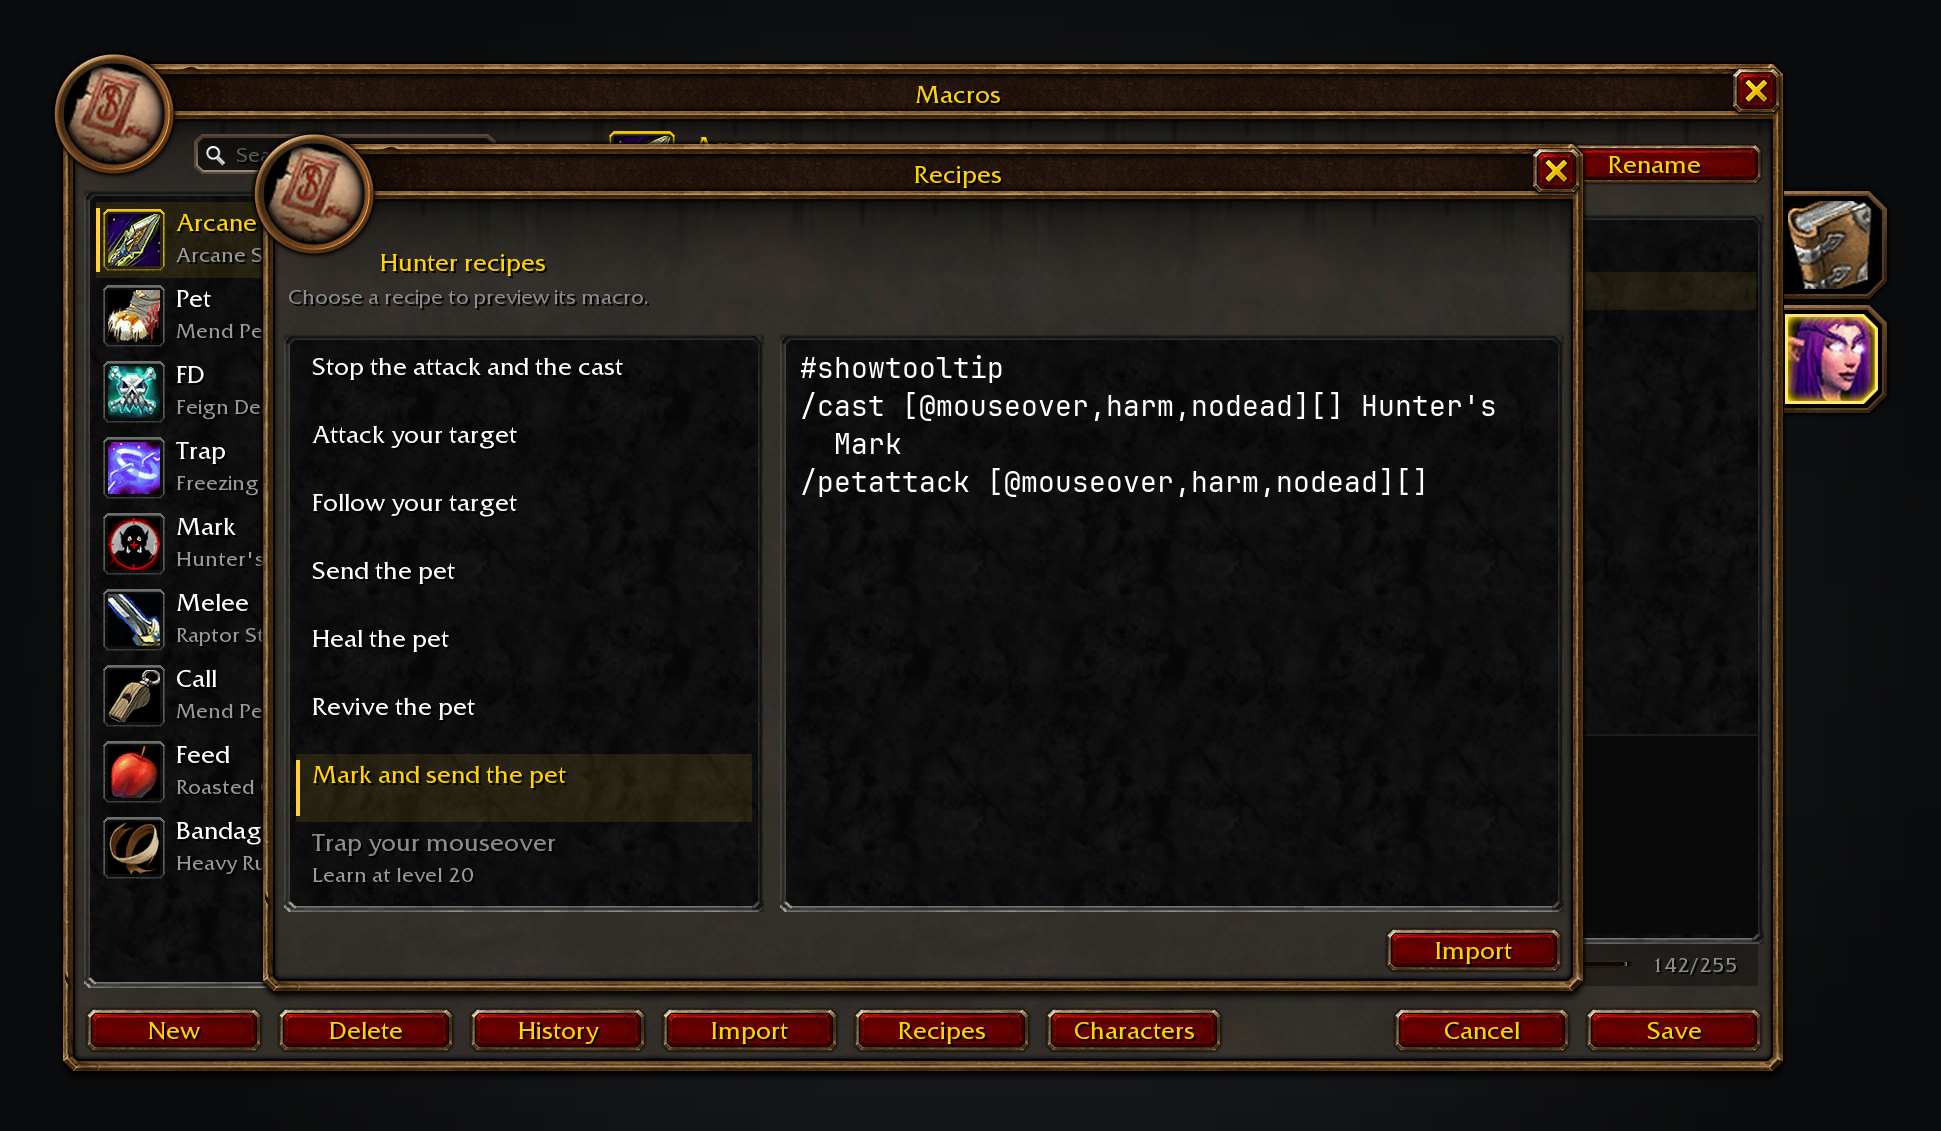 Macros
Rename
Recipes
Hunter recipes
Choose a recipe to preview its macro.
Arcane
Arcane S
Pet
Mend Pe
FD
Feign De
Trap
Freezing
Mark
Hunter's
Melee
Raptor St
Call
Mend Pe
Feed
Roasted
Bandag
Heavy Ru
Stop the attack and the cast
Attack your target
Follow your target
Send the pet
Heal the pet
Revive the pet
Mark and send the pet
Trap your mouseover
Learn at level 20
#showtooltip
/cast [@mouseover,harm,nodead][] Hunter's
Mark
/petattack [@mouseover,harm,nodead][]
Import
142/255
New
Delete
History
Import
Recipes
Characters
Cancel
Save